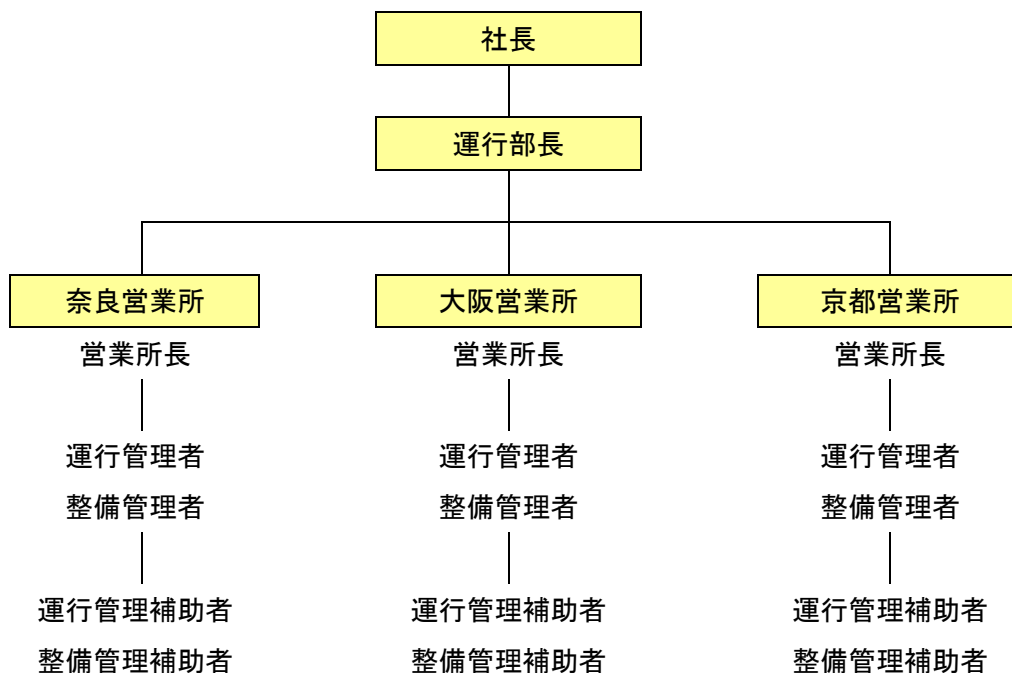 社長
運行部長
奈良営業所
大阪営業所
京都営業所
営業所長
営業所長
営業所長
運行管理者
運行管理者
運行管理者
整備管理者
整備管理者
整備管理者
運行管理補助者
運行管理補助者
運行管理補助者
整備管理補助者
整備管理補助者
整備管理補助者